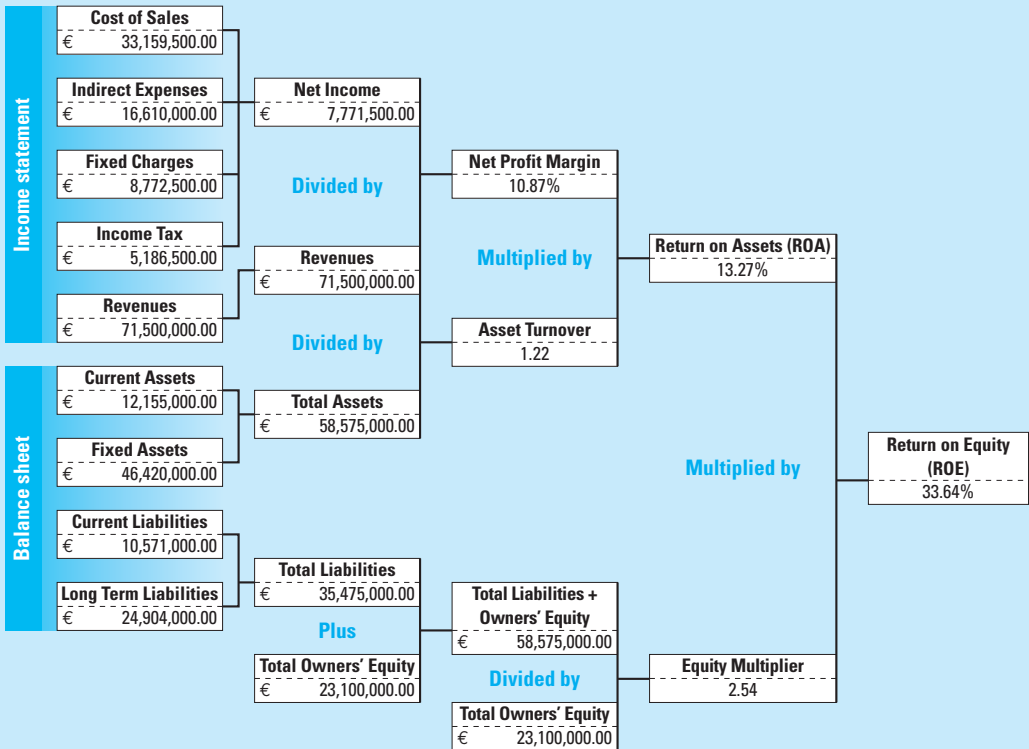 Income statement
Cost of Sales
€ 33,159,500.00
Indirect Expenses
€ 16,610,000.00
Fixed Charges
€ 8,772,500.00
Income Tax
€ 5,186,500.00
Revenues
€ 71,500,000.00
Net Income
€ 7,771,500.00
Divided by
Revenues
€ 71,500,000.00
Divided by
Net Profit Margin
10.87%
Multiplied by
Asset Turnover
1.22
Return on Assets (ROA)
13.27%
Balance sheet
Current Assets
€ 12,155,000.00
Fixed Assets
€ 46,420,000.00
Current Liabilities
€ 10,571,000.00
Long Term Liabilities
€ 24,904,000.00
Total Assets
€ 58,575,000.00
Total Liabilities
€ 35,475,000.00
Plus
Total Owners' Equity
€ 23,100,000.00
Total Liabilities +
Owners' Equity
€ 58,575,000.00
Divided by
Total Owners' Equity
€ 23,100,000.00
Equity Multiplier
2.54
Multiplied by
Return on Equity
(ROE)
33.64%